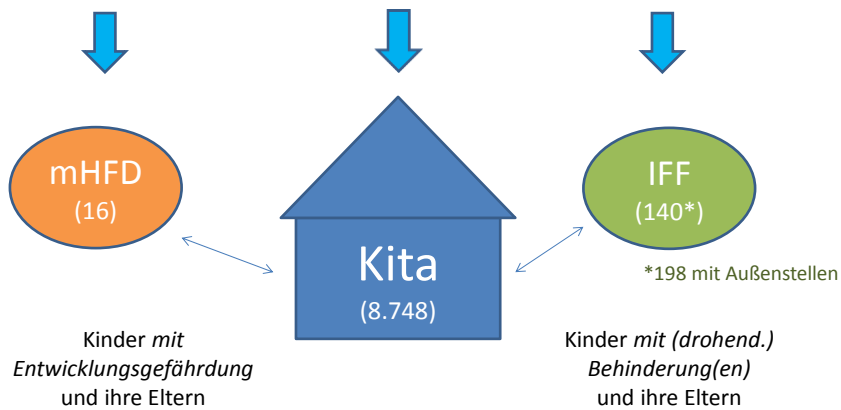 mHFD
(16)
Kita
(8.748)
IFF
(140*)
*198 mit Außenstellen
Kinder mit
Entwicklungsgefährdung
und ihre Eltern
Kinder mit (drohend.)
Behinderung(en)
und ihre Eltern